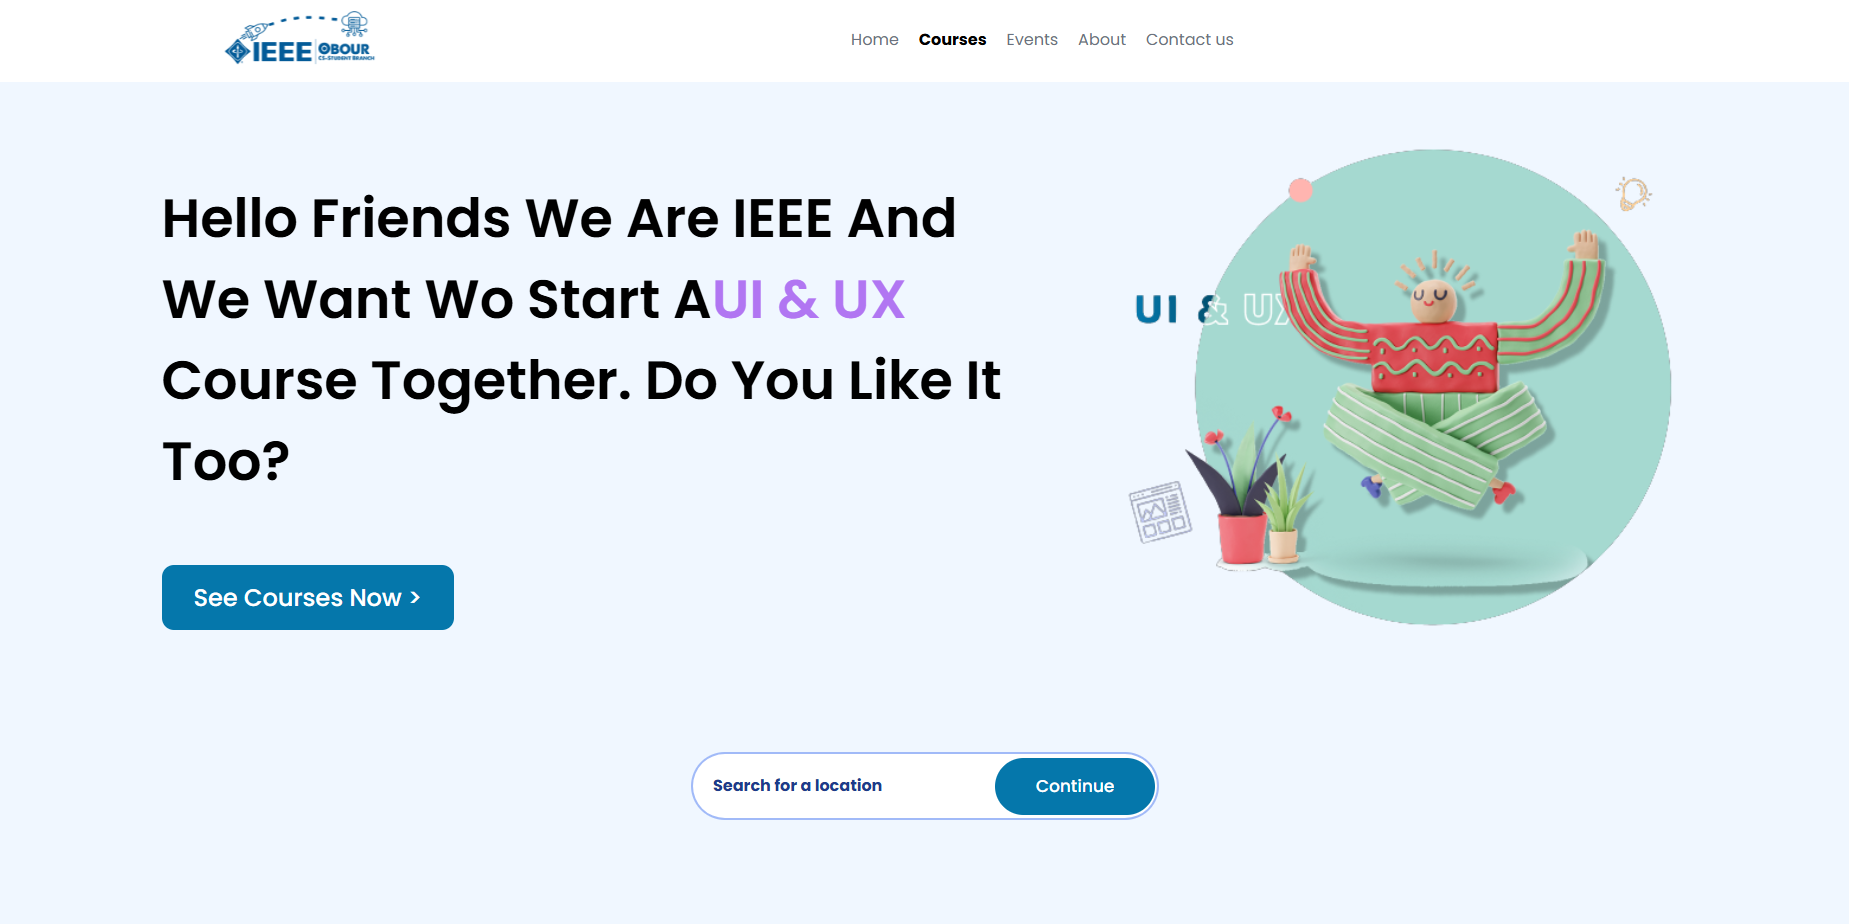 IEEE OBOUR
CS-STUDENT BRANCH
Home Courses Events About Contact us
Hello Friends We Are IEEE And
We Want Wo Start AUI & UX
Course Together. Do You Like It
Too?
UI & UX
See Courses Now >
Search for a location
Continue